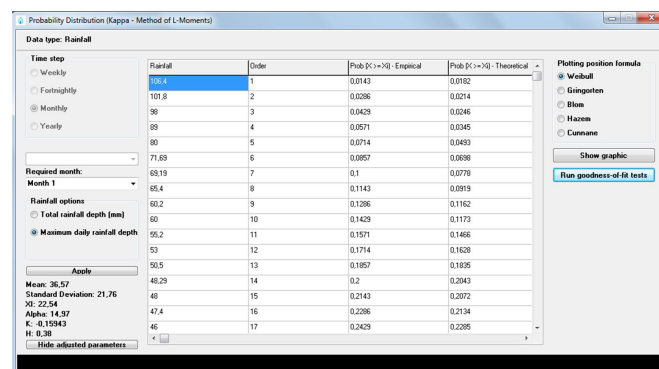 Probability Distribution (Kappa - Method of L-Moments)
Data type: Rainfall
Time step
Weekly
Fortnightly
Monthly
Yearly
Required month:
Month 1
Rainfall options
Total rainfall depth (mm)
Maximum daily rainfall depth
Apply
Mean: 36,57
Standard Deviation: 21,76
XI: 22,54
Alpha: 14,97
K: -0,15943
H: 0,38
Hide adjusted parameters
Rainfall Order Prob (X >= Xi) - Empirical Prob (X >= Xi) - Theoretical
106,4 1 0,0143 0,0182
101,8 2 0,0286 0,0214
98 3 0,0429 0,0246
89 4 0,0571 0,0345
80 5 0,0714 0,0493
71,69 6 0,0857 0,0698
69,19 7 0,1 0,0778
65,4 8 0,1143 0,0919
60,2 9 0,1286 0,1162
60 10 0,1429 0,1173
55,2 11 0,1571 0,1466
53 12 0,1714 0,1628
50,5 13 0,1857 0,1835
48,29 14 0,2 0,2043
48 15 0,2143 0,2072
47,4 16 0,2286 0,2134
46 17 0,2429 0,2285
Plotting position formula
Weibull
Gringorten
Blom
Hazem
Cunnane
Show graphic
Run goodness-of-fit tests